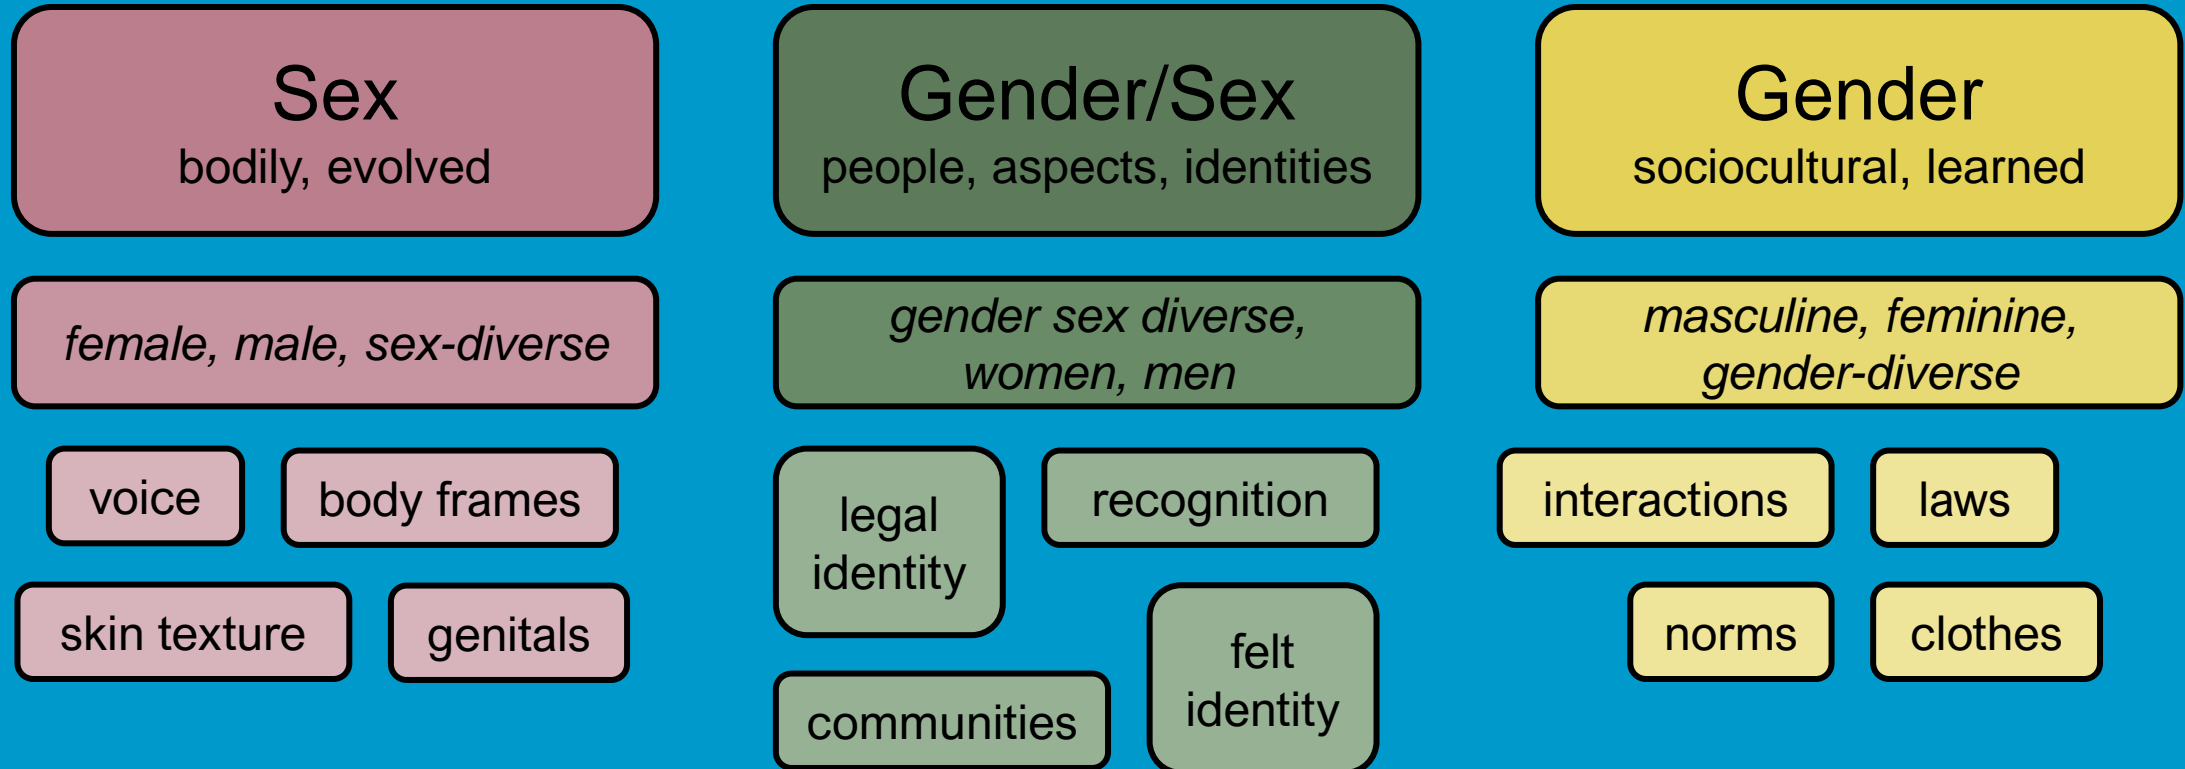 Sex
bodily, evolved
female, male, sex-diverse
voice
body frames
skin texture
genitals
Gender/Sex
people, aspects, identities
gender sex diverse,
women, men
legal
identity
recognition
communities
felt
identity
Gender
sociocultural, learned
masculine, feminine,
gender-diverse
interactions
laws
norms
clothes